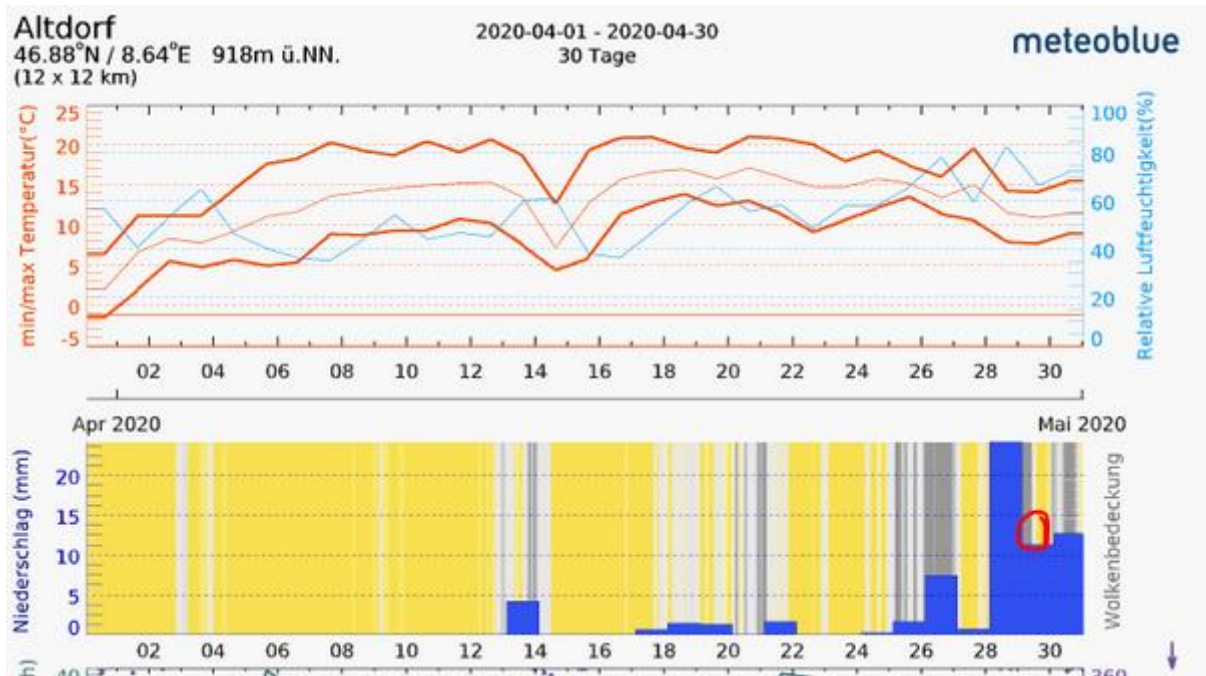 Altdorf
46.88°N / 8.64°E 918m ü.NN.
(12 x 12 km)
2020-04-01 - 2020-04-30
30 Tage
meteoblue
min/max Temperatur(°C)
25
20
15
10
5
0
-5
100
80
60
40
20
0
Relative Luftfeuchtigkeit(%)
02 04 06 08 10 12 14 16 18 20 22 24 26 28 30
Apr 2020 Mai 2020
Niederschlag (mm)
20
15
10
5
0
Wolkenbedeckung
02 04 06 08 10 12 14 16 18 20 22 24 26 28 30